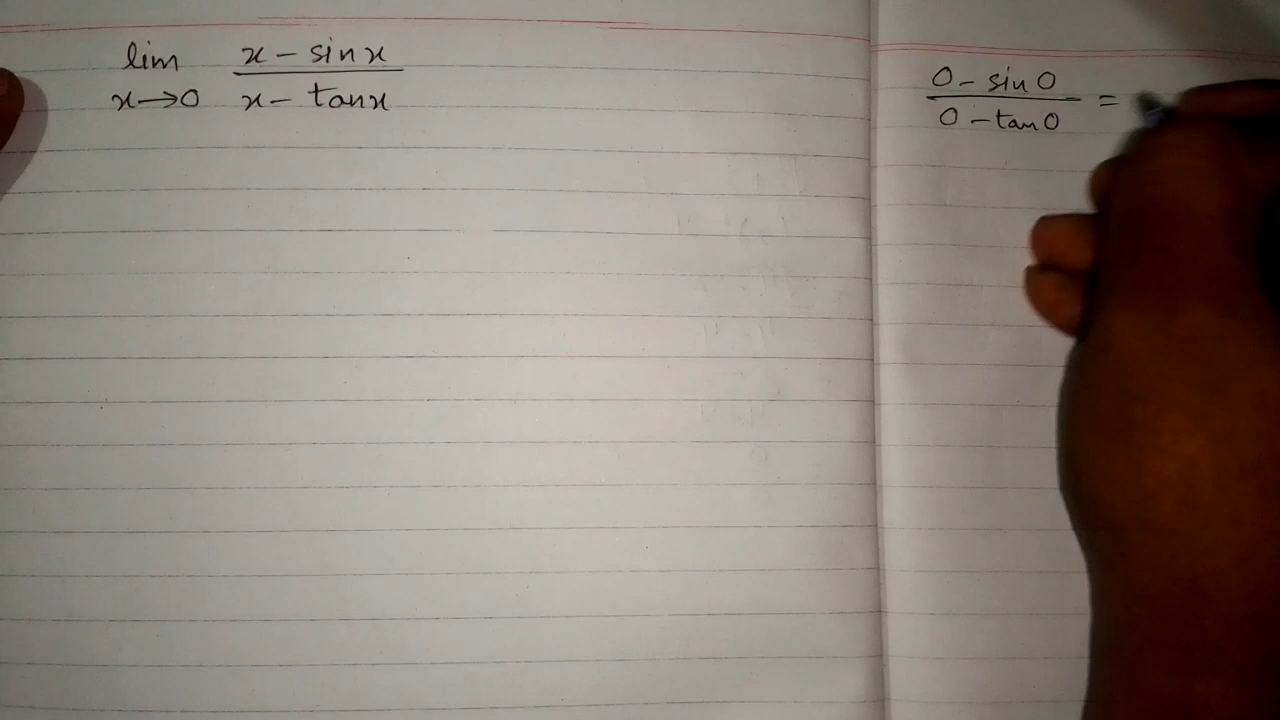 lim x - sin x
x→0 x - tan x
0 - sin 0
0 - tan 0 =